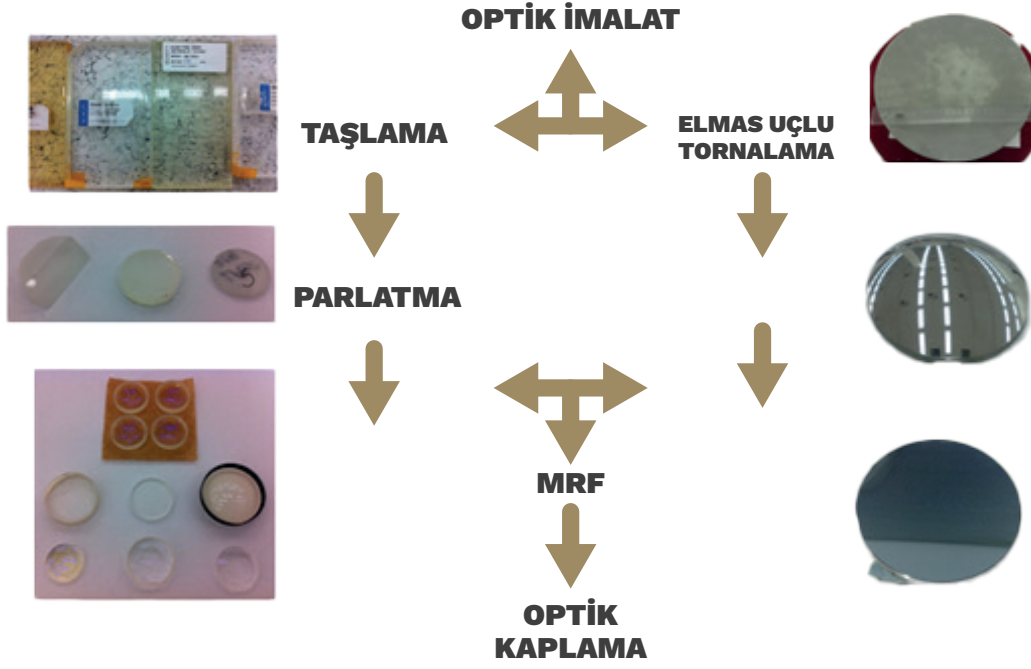 OPTİK İMALAT
TAŞLAMA
ELMAS UÇLU
TORNALAMA
PARLATMA
MRF
OPTİK
KAPLAMA